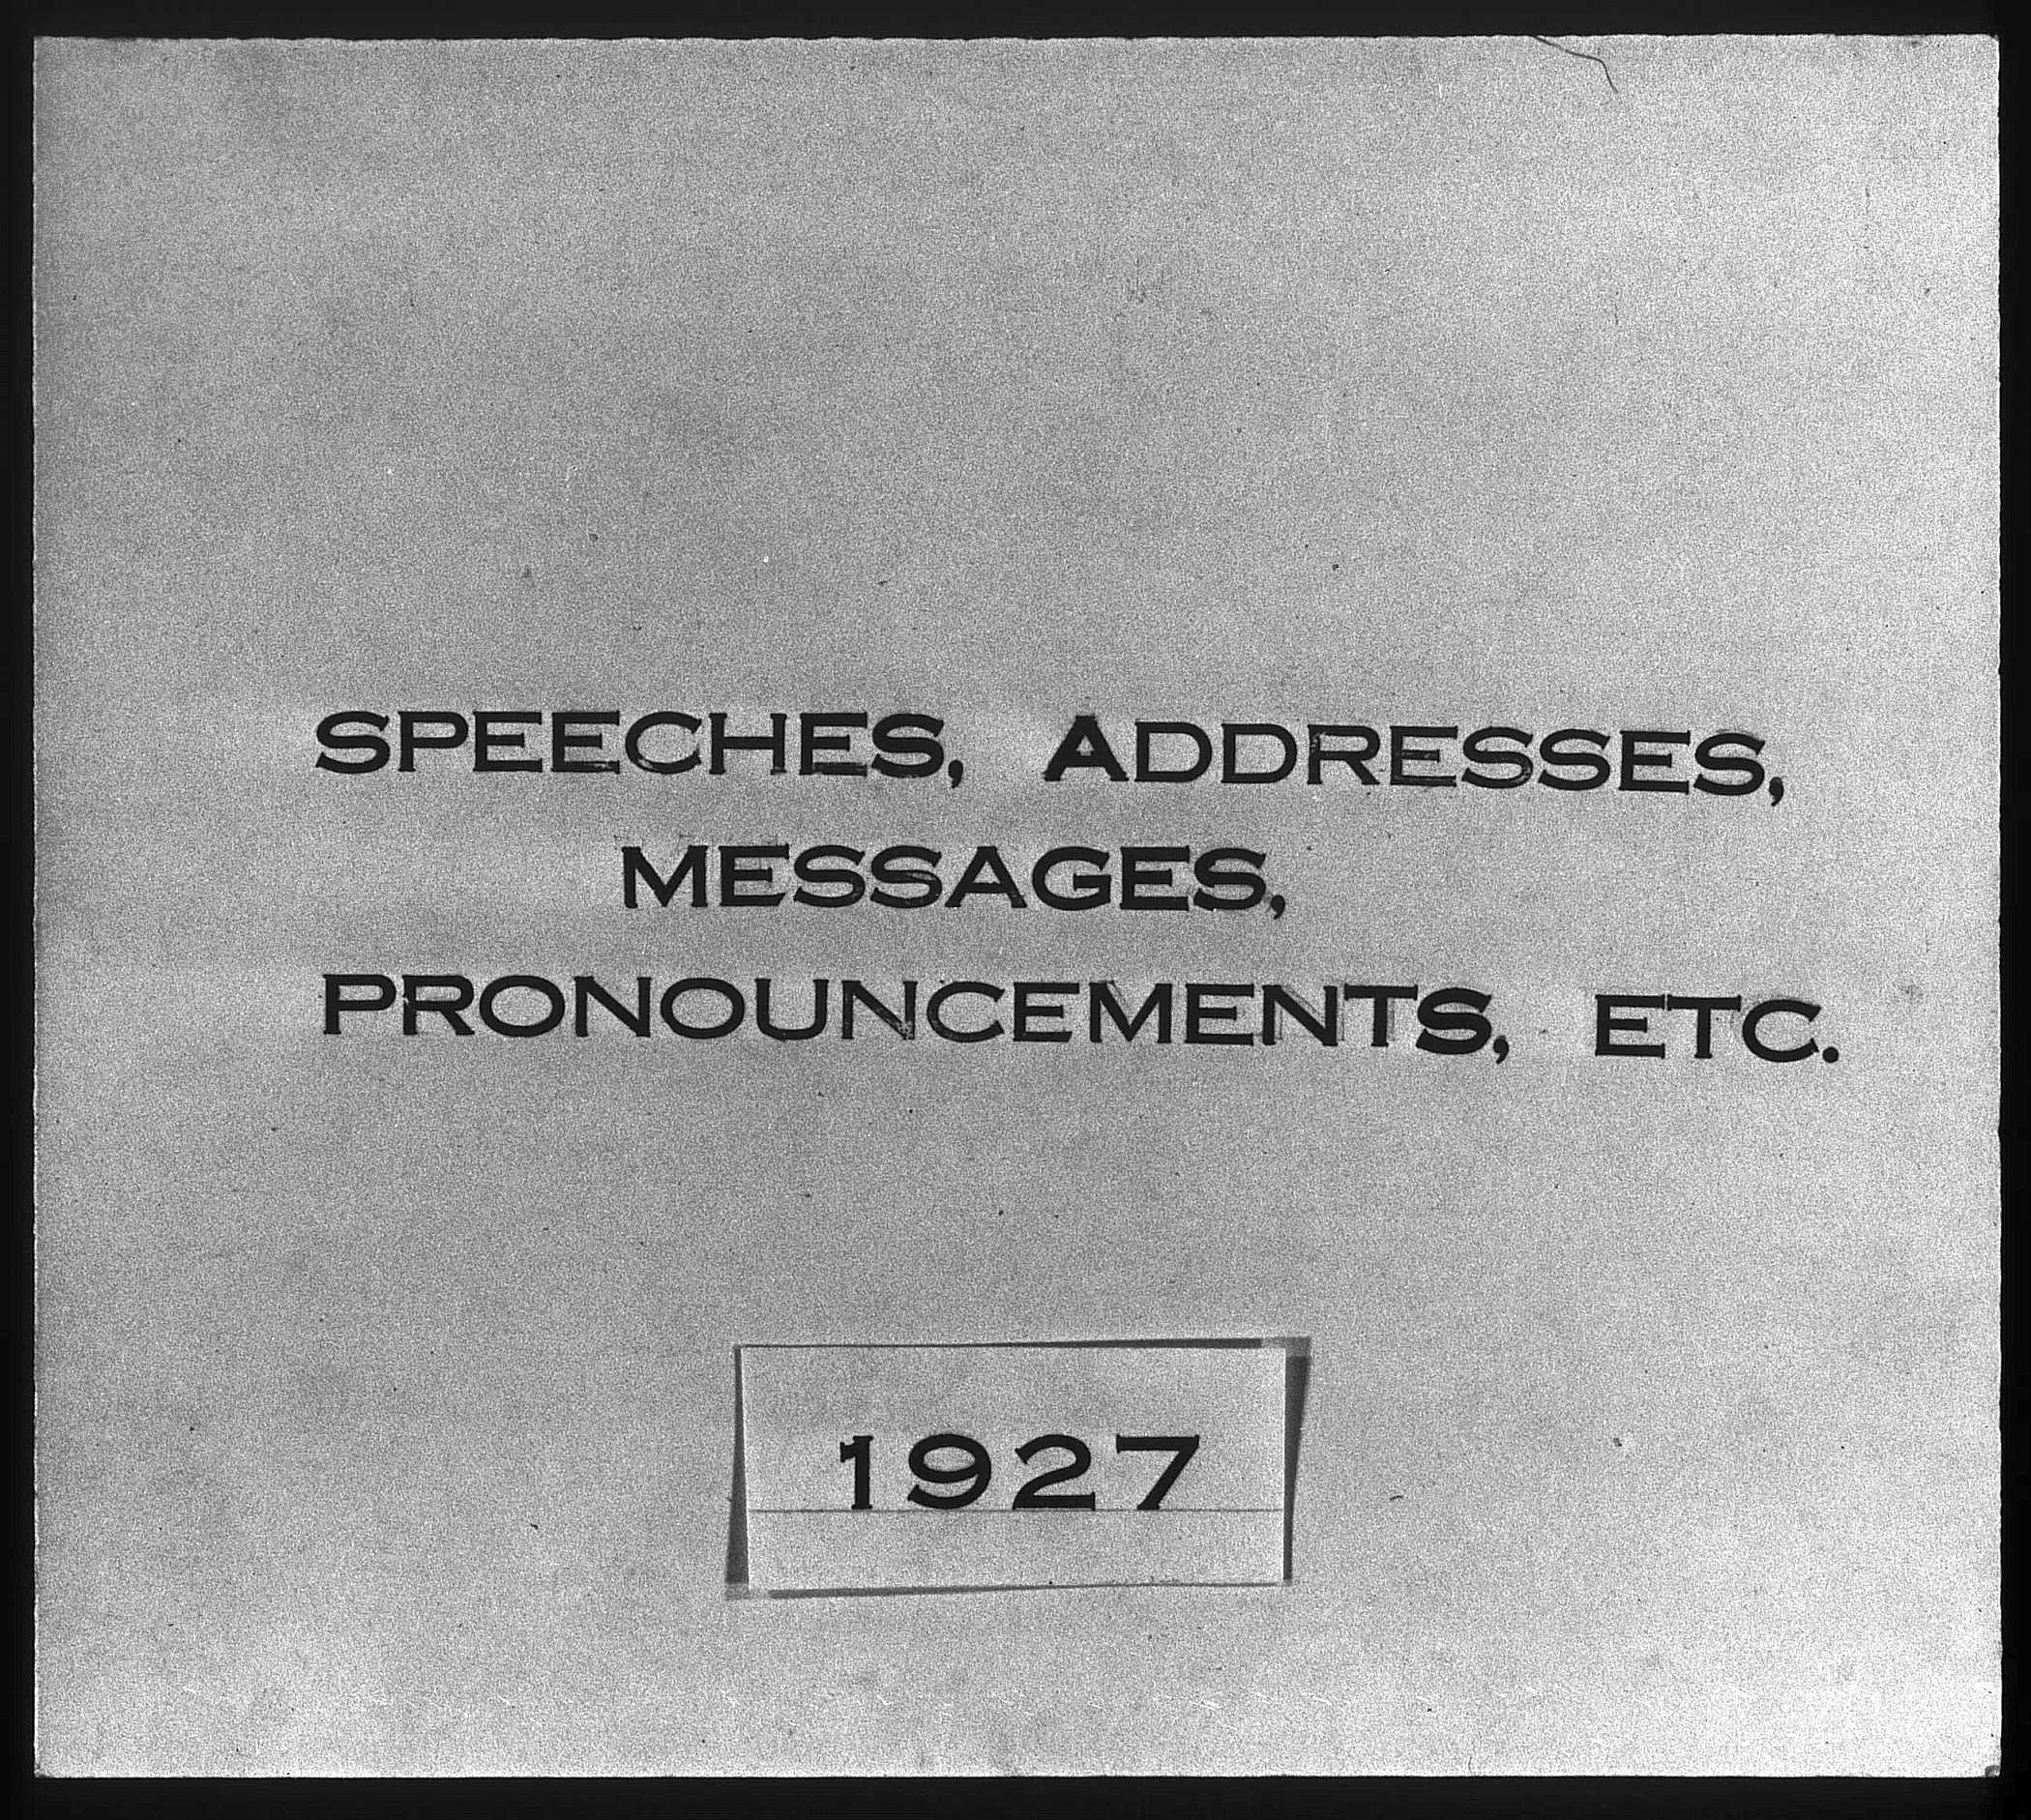 SPEECHES, ADDRESSES,
MESSAGES,
PRONOUNCEMENTS, ETC.
1927